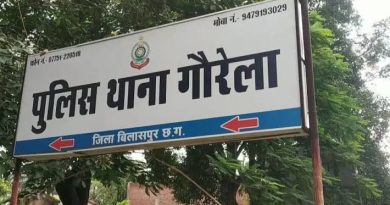 मोबा नं.- 9479193029
फोन नं. 07751-220518
पुलिस थाना गौरेला
जिला बिलासपुर छ.ग.